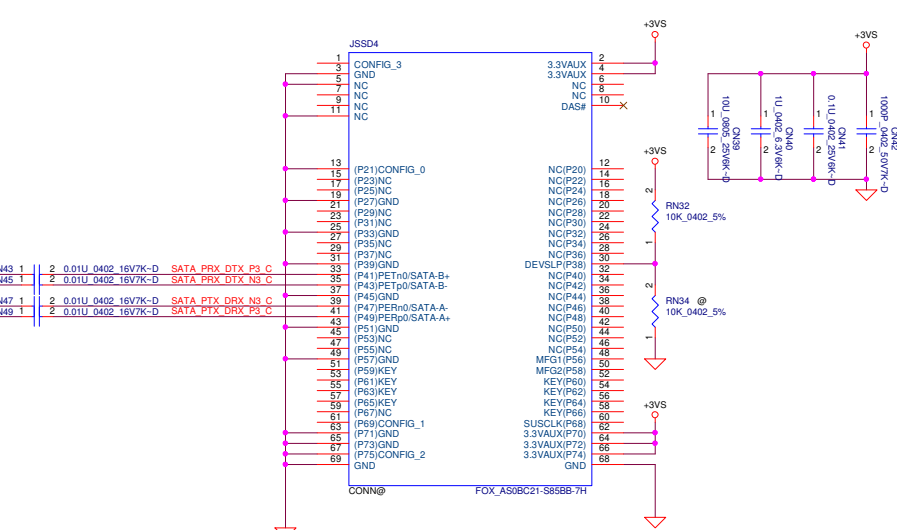 JSSD4
+3VS
+3VS
1 CONFIG_3
3 GND
5 NC
7 NC
9 NC
11 NC
2 3.3VAUX
4 3.3VAUX
6 NC
8 NC
10 DAS#
13 (P21)CONFIG_0
15 (P23)NC
17 (P25)NC
19 (P27)GND
21 (P29)NC
23 (P31)NC
25 (P33)GND
27 (P35)NC
29 (P37)NC
31 (P39)GND
33 (P41)PETn0/SATA-B+
35 (P43)PETp0/SATA-B-
37 (P45)GND
39 (P47)PERn0/SATA-A-
41 (P49)PERp0/SATA-A+
43 (P51)GND
45 (P53)NC
47 (P55)NC
49 (P57)GND
51 (P59)KEY
53 (P61)KEY
55 (P63)KEY
57 (P65)KEY
59 (P67)NC
61 (P69)CONFIG_1
63 (P71)GND
65 (P73)GND
67 (P75)CONFIG_2
69 GND
12 NC(P20)
14 NC(P22)
16 NC(P24)
18 NC(P26)
20 NC(P28)
22 NC(P30)
24 NC(P32)
26 NC(P34)
28 NC(P36)
30 DEVSLP(P38)
32 NC(P40)
34 NC(P42)
36 NC(P44)
38 NC(P46)
40 NC(P48)
42 NC(P50)
44 NC(P52)
46 NC(P54)
48 MFG1(P56)
50 MFG2(P58)
52 KEY(P60)
54 KEY(P62)
56 KEY(P64)
58 KEY(P66)
60 SUSCLK(P68)
62 3.3VAUX(P70)
64 3.3VAUX(P72)
66 3.3VAUX(P74)
68 GND
N43 1 2 0.01U_0402_16V7K~D SATA_PRX_DTX_P3_C
N45 1 2 0.01U_0402_16V7K~D SATA_PRX_DTX_N3_C
N47 1 2 0.01U_0402_16V7K~D SATA_PTX_DRX_N3_C
N49 1 2 0.01U_0402_16V7K~D SATA_PTX_DRX_P3_C
CONN@
FOX_AS0BC21-S85BB-7H
+3VS
2
RN32
10K_0402_5%
1
2
RN34 @
10K_0402_5%
1
+3VS
1
2
CN39
10U_0805_25V6K~D
1
2
CN40
1U_0402_6.3V6K~D
1
2
CN41
0.1U_0402_25V6K~D
1
2
1000P_0402_50V7K~D